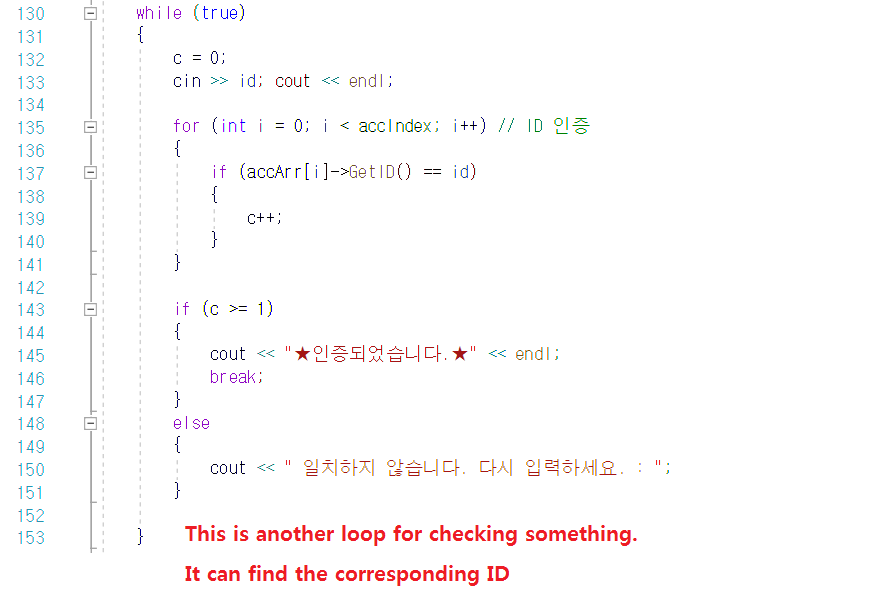 130 while (true)
131 {
132 c = 0;
133 cin >> id; cout << endl;
134
135 for (int i = 0; i < accIndex; i++) // ID 인증
136 {
137 if (accArr[i]->GetID() == id)
138 {
139 c++;
140 }
141 }
142
143 if (c >= 1)
144 {
145 cout << "★인증되었습니다.★" << endl;
146 break;
147 }
148 else
149 {
150 cout << " 일치하지 않습니다. 다시 입력하세요. : ";
151 }
152
153 }
This is another loop for checking something.
It can find the corresponding ID